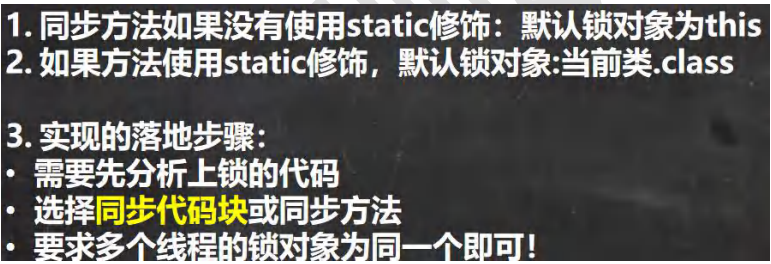 1. 同步方法如果没有使用static修饰：默认锁对象为this
2. 如果方法使用static修饰，默认锁对象:当前类.class
3. 实现的落地步骤：
• 需要先分析上锁的代码
• 选择同步代码块或同步方法
• 要求多个线程的锁对象为同一个即可！